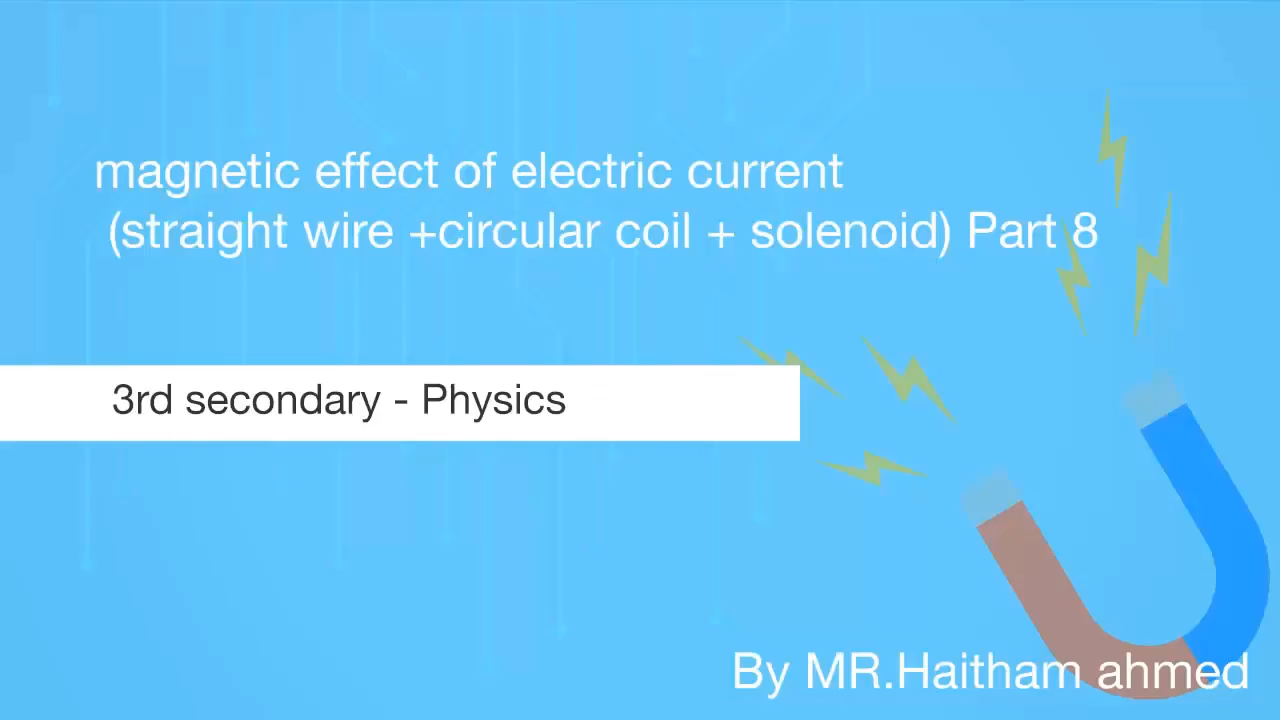 magnetic effect of electric current
(straight wire +circular coil + solenoid) Part 8
3rd secondary - Physics
By MR.Haitham ahmed